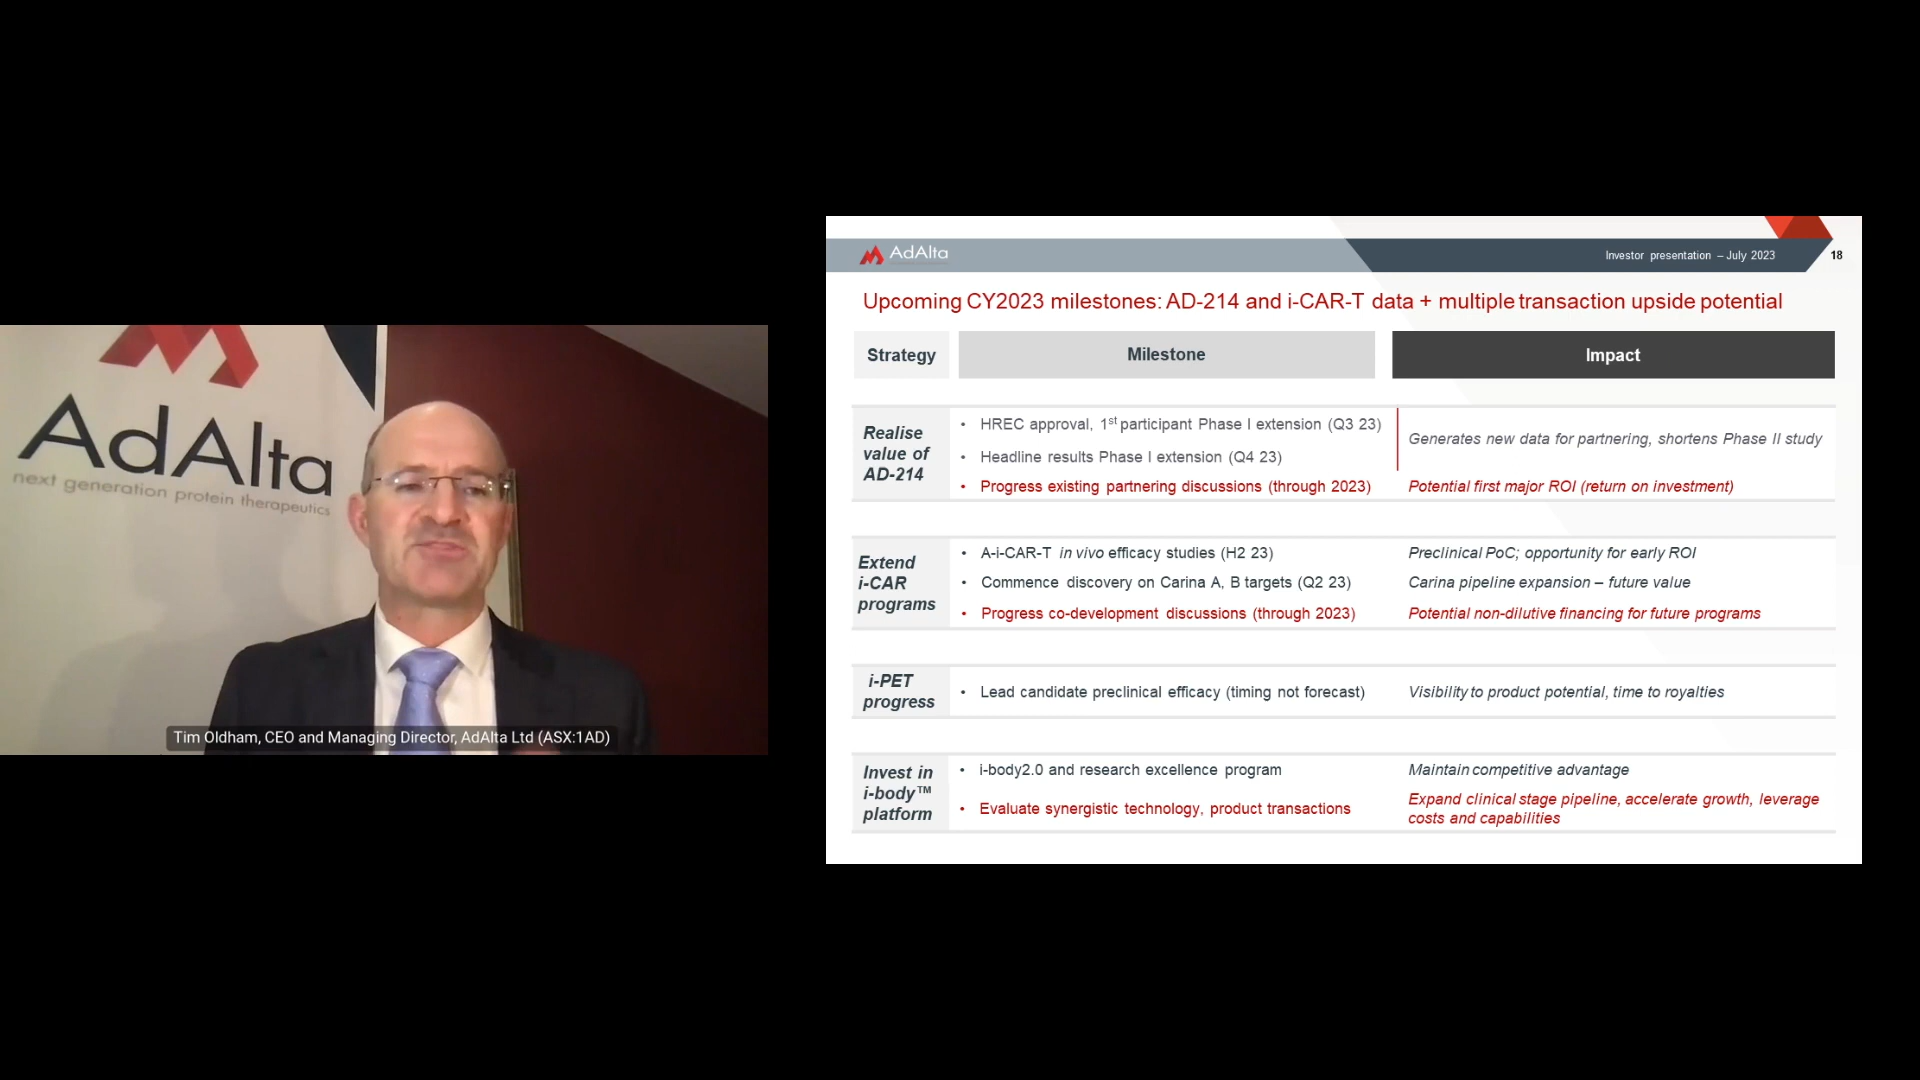 AdAlta
next generation protein therapeutics
Tim Oldham, CEO and Managing Director, AdAlta Ltd (ASX:1AD)
AdAlta
Investor presentation – July 2023
18
Upcoming CY2023 milestones: AD-214 and i-CAR-T data + multiple transaction upside potential
Strategy
Milestone
Impact
Realise
value of
AD-214
• HREC approval, 1st participant Phase I extension (Q3 23)
• Headline results Phase I extension (Q4 23)
Generates new data for partnering, shortens Phase II study
• Progress existing partnering discussions (through 2023)
Potential first major ROI (return on investment)
Extend
i-CAR
programs
• A-i-CAR-T in vivo efficacy studies (H2 23)
Preclinical PoC; opportunity for early ROI
• Commence discovery on Carina A, B targets (Q2 23)
Carina pipeline expansion – future value
• Progress co-development discussions (through 2023)
Potential non-dilutive financing for future programs
i-PET
progress
• Lead candidate preclinical efficacy (timing not forecast)
Visibility to product potential, time to royalties
Invest in
i-body™
platform
• i-body2.0 and research excellence program
Maintain competitive advantage
• Evaluate synergistic technology, product transactions
Expand clinical stage pipeline, accelerate growth, leverage
costs and capabilities